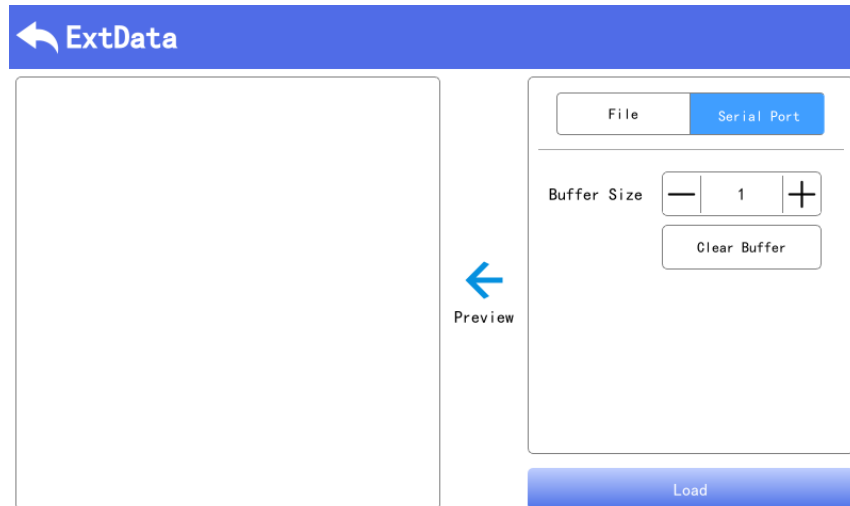 ExtData
File
Serial Port
Buffer Size
1
Clear Buffer
Preview
Load